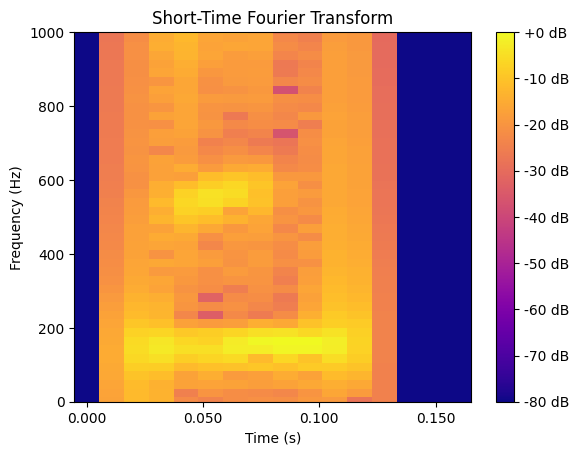 Short-Time Fourier Transform
1000
800
600
400
200
0
Frequency (Hz)
0.000
0.050
0.100
0.150
Time (s)
+0 dB
-10 dB
-20 dB
-30 dB
-40 dB
-50 dB
-60 dB
-70 dB
-80 dB